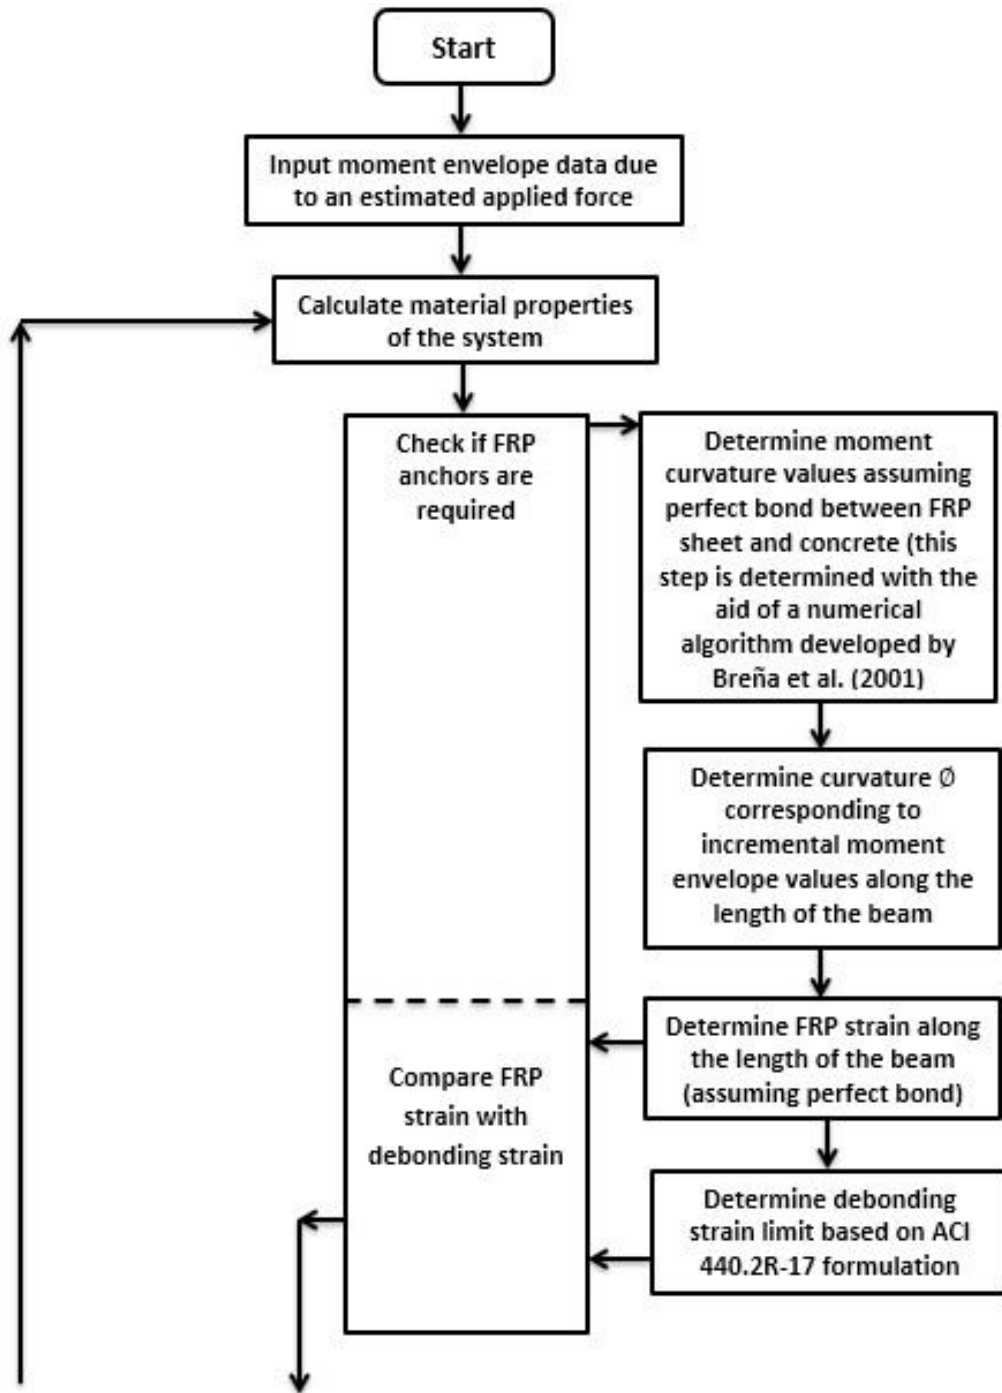 Start
Input moment envelope data due
to an estimated applied force
Calculate material properties
of the system
Check if FRP
anchors are
required
Determine moment
curvature values assuming
perfect bond between FRP
sheet and concrete (this
step is determined with the
aid of a numerical
algorithm developed by
Breña et al. (2001)
Determine curvature Ø
corresponding to
incremental moment
envelope values along the
length of the beam
Determine FRP strain along
the length of the beam
(assuming perfect bond)
Compare FRP
strain with
debonding strain
Determine debonding
strain limit based on ACI
440.2R-17 formulation